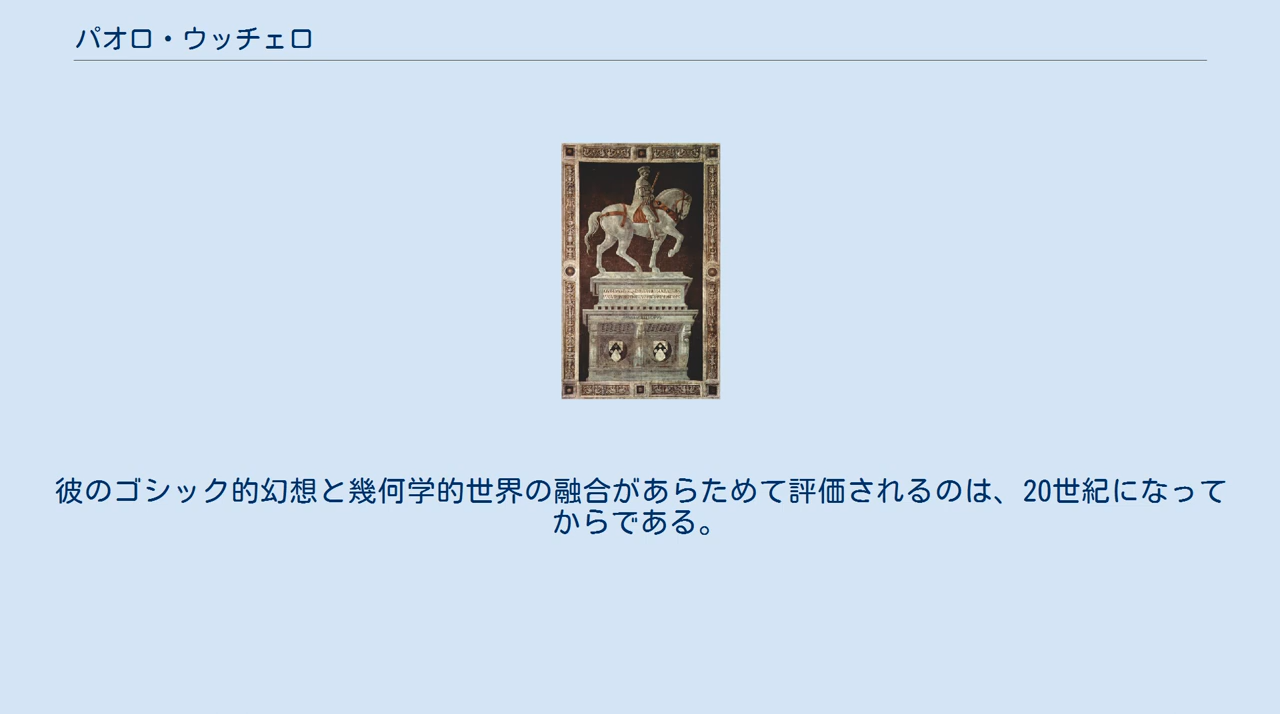 パオロ・ウッチェロ
彼のゴシック的幻想と幾何学的世界の融合があらためて評価されるのは、20世紀になって
からである。